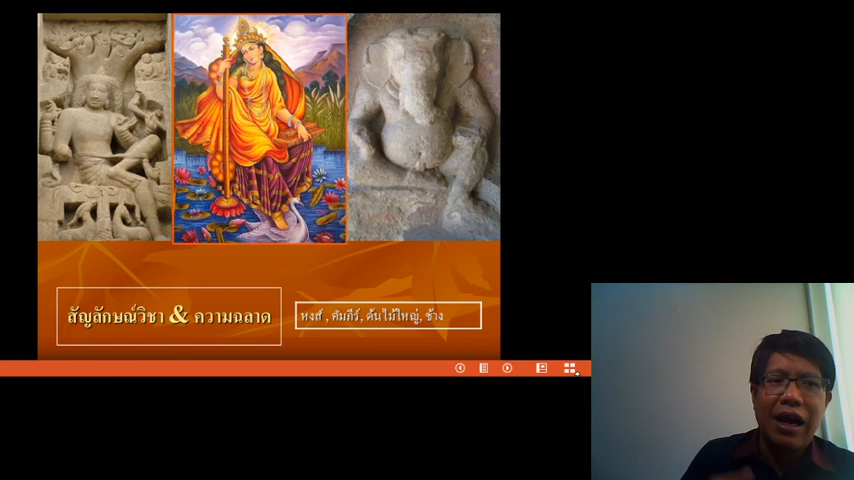 สัญลักษณ์วิชา & ความฉลาด
หงส์ , คัมภีร์, ต้นไม้ใหญ่, ช้าง